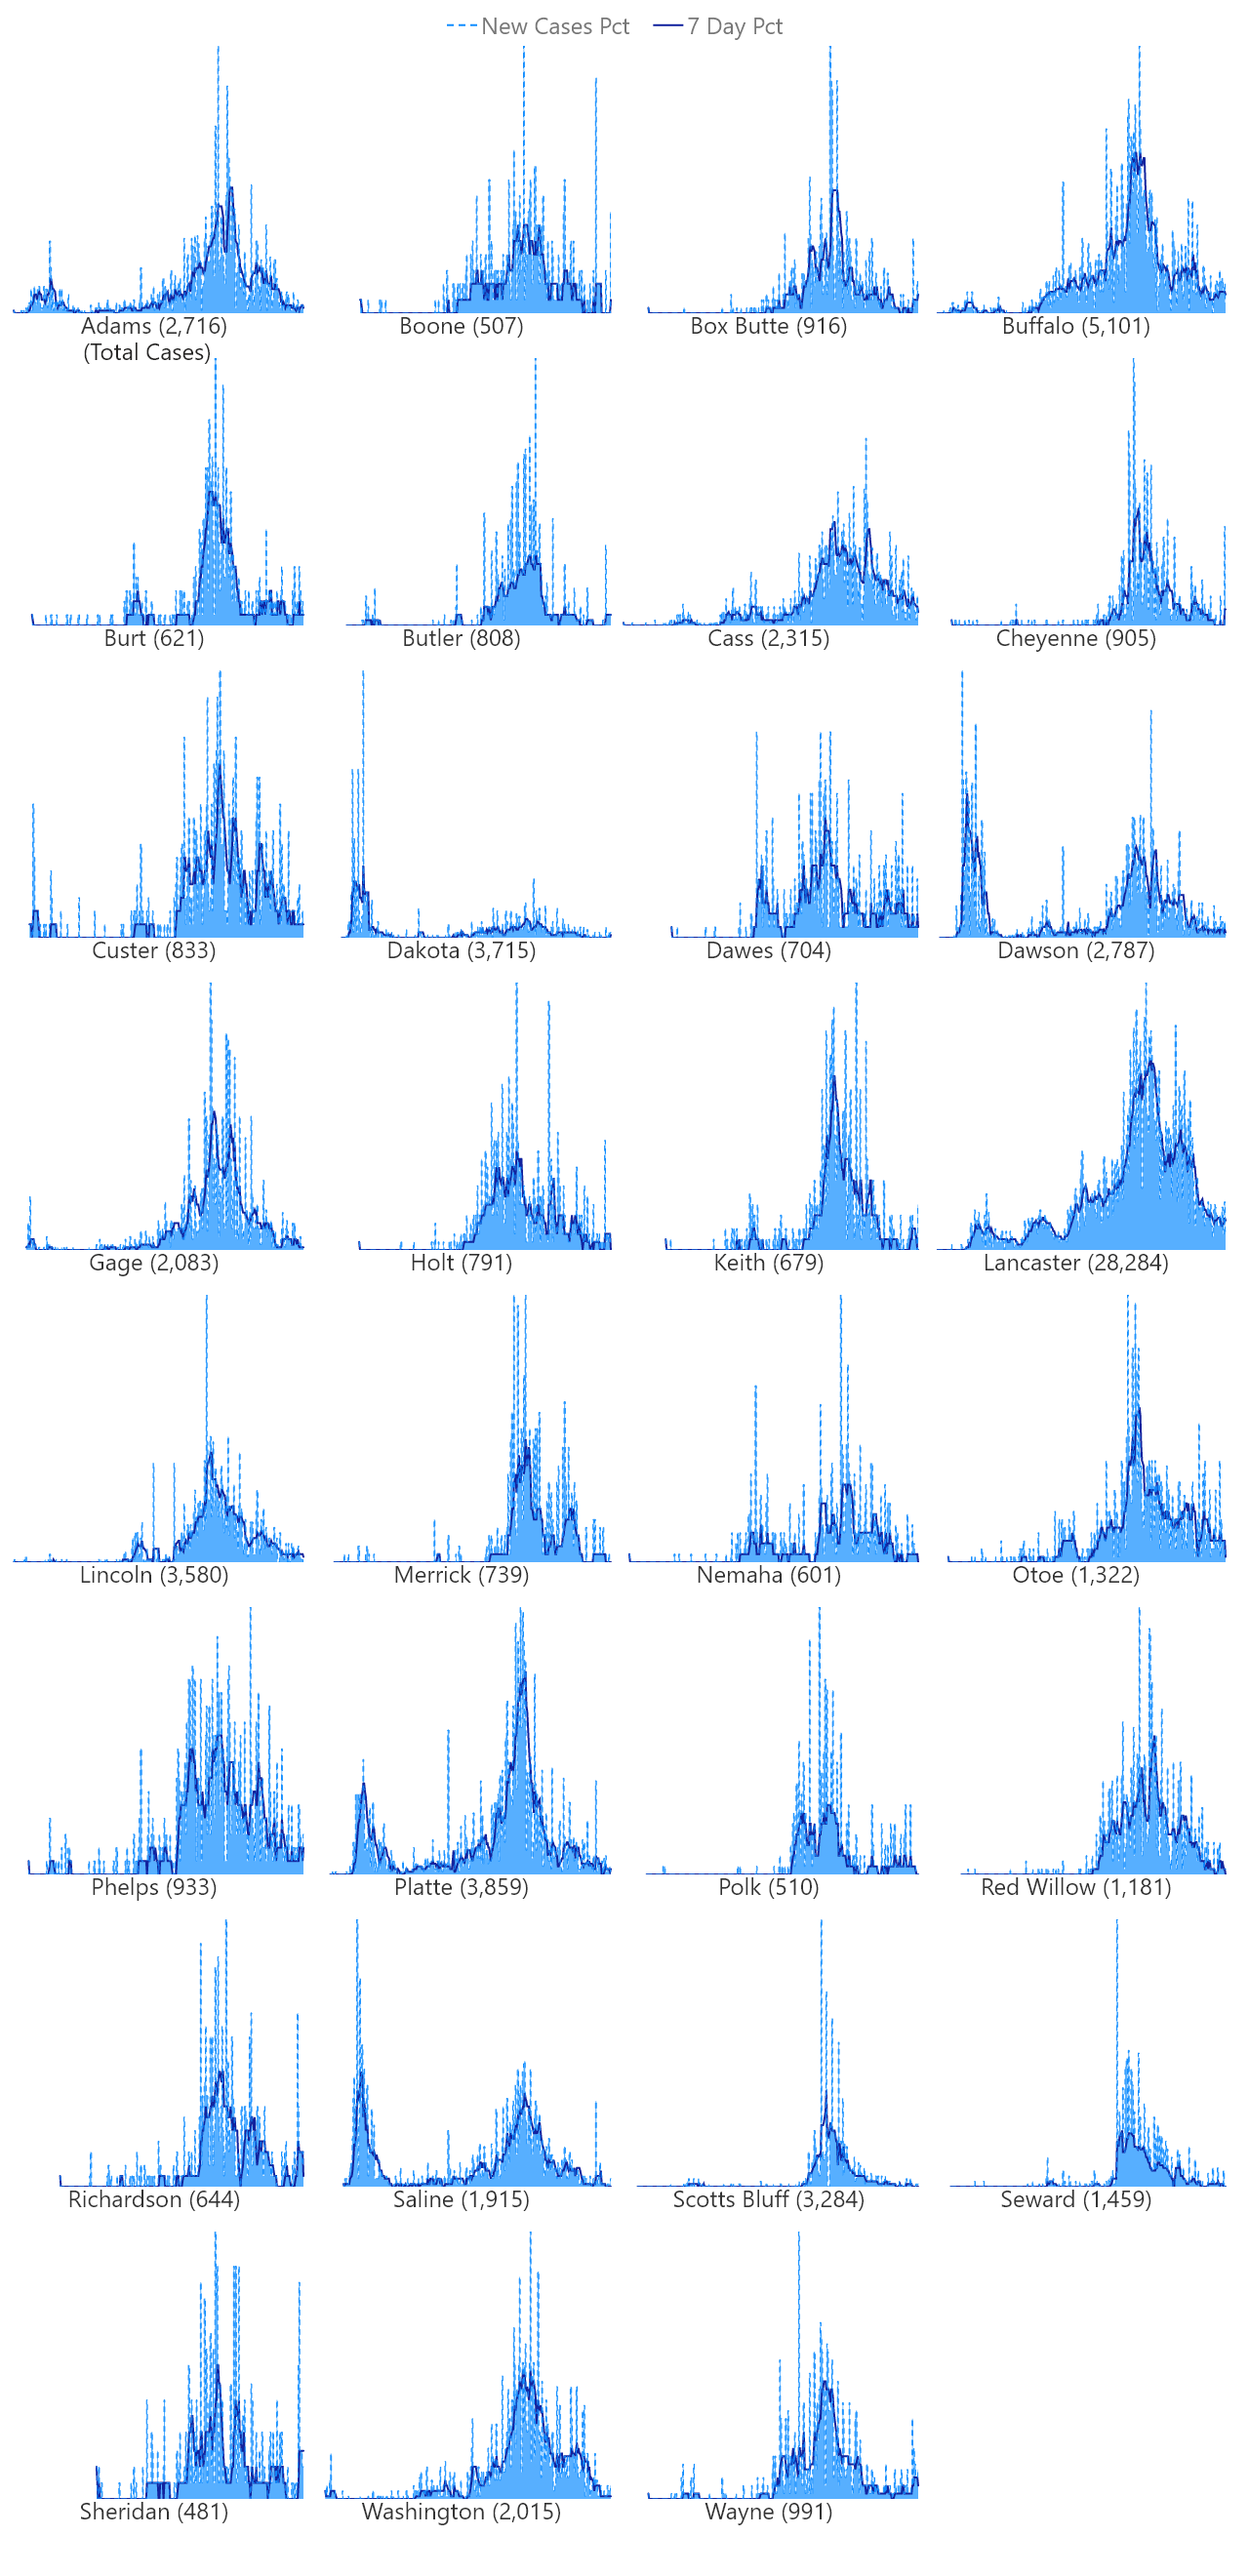 New Cases Pct 7 Day Pct
Adams (2,716) Boone (507) Box Butte (916) Buffalo (5,101)
(Total Cases)
Burt (621) Butler (808) Cass (2,315) Cheyenne (905)
Custer (833) Dakota (3,715) Dawes (704) Dawson (2,787)
Gage (2,083) Holt (791) Keith (679) Lancaster (28,284)
Lincoln (3,580) Merrick (739) Nemaha (601) Otoe (1,322)
Phelps (933) Platte (3,859) Polk (510) Red Willow (1,181)
Richardson (644) Saline (1,915) Scotts Bluff (3,284) Seward (1,459)
Sheridan (481) Washington (2,015) Wayne (991)